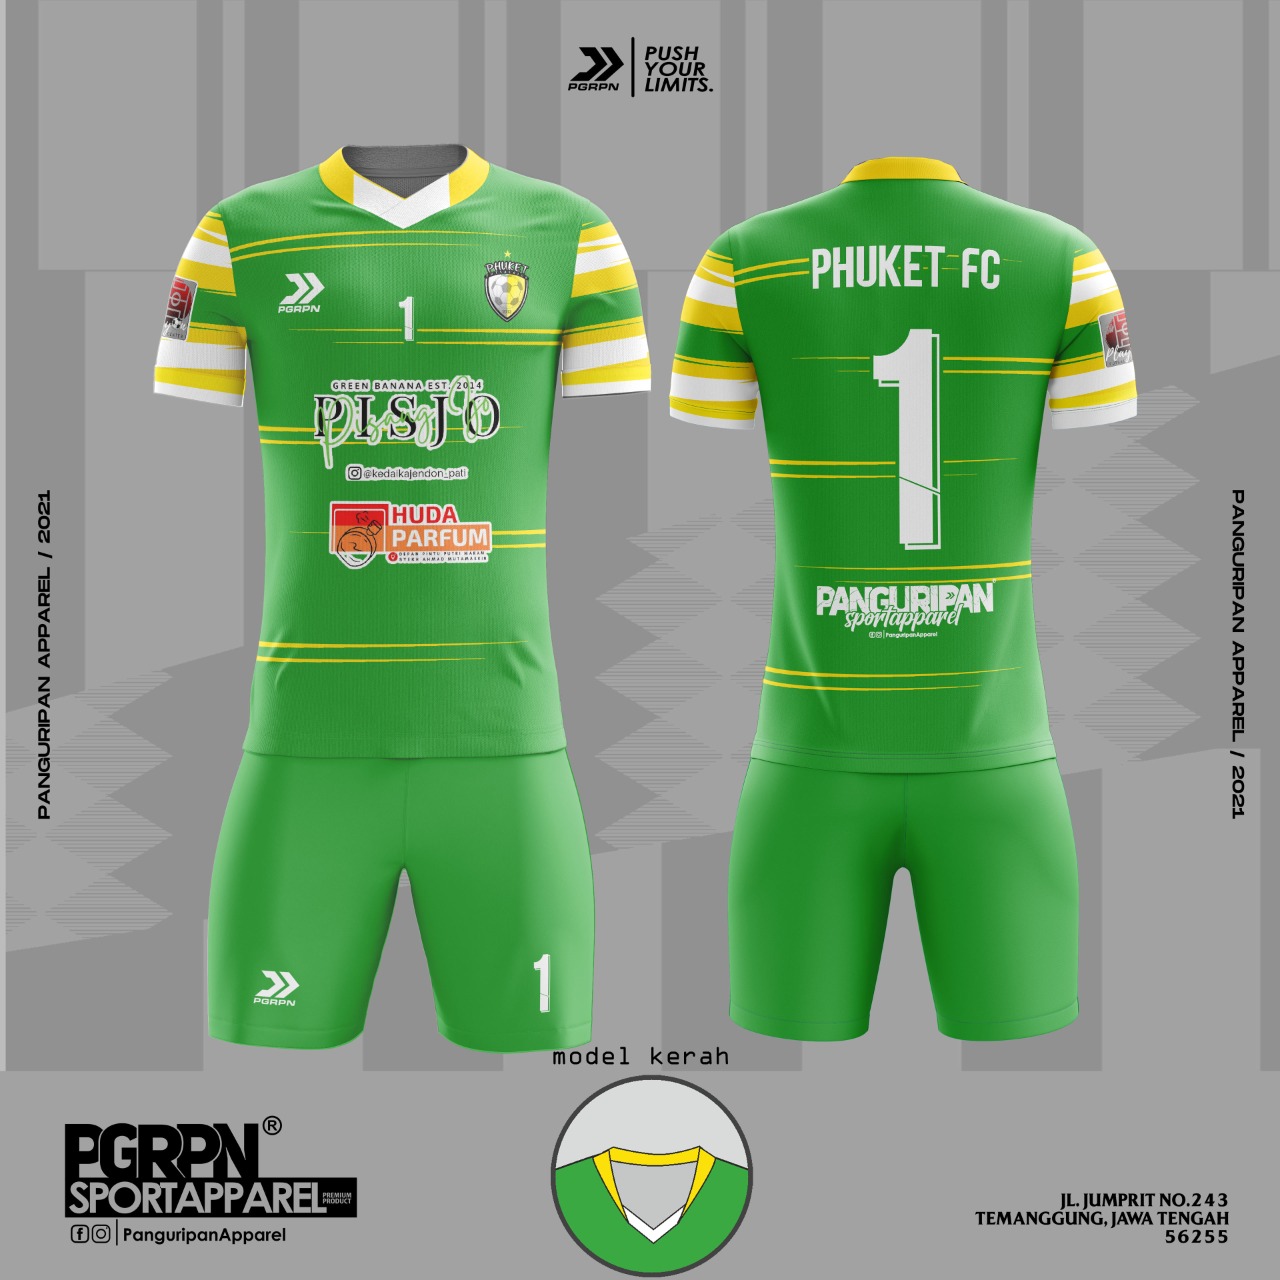 PGRPN
PUSH
YOUR
LIMITS.
PGRPN
1
PHUKET
GREEN BANANA EST. 2014
PISJO
Pisang Ijo
@kedaikajendon_pati
HUDA
PARFUM
DEPAN PINTU PUTRI MAKAM
SYEKH AHMAD MUTAMAKKIN
PHUKET FC
1
Play
PANGURIPAN
sportapparel
PanguripanApparel
PANGURIPAN APPAREL / 2021
PANGURIPAN APPAREL / 2021
PGRPN
1
model kerah
PGRPN®
SPORTAPPAREL PREMIUM PRODUCT
PanguripanApparel
JL. JUMPRIT NO.243
TEMANGGUNG, JAWA TENGAH
56255